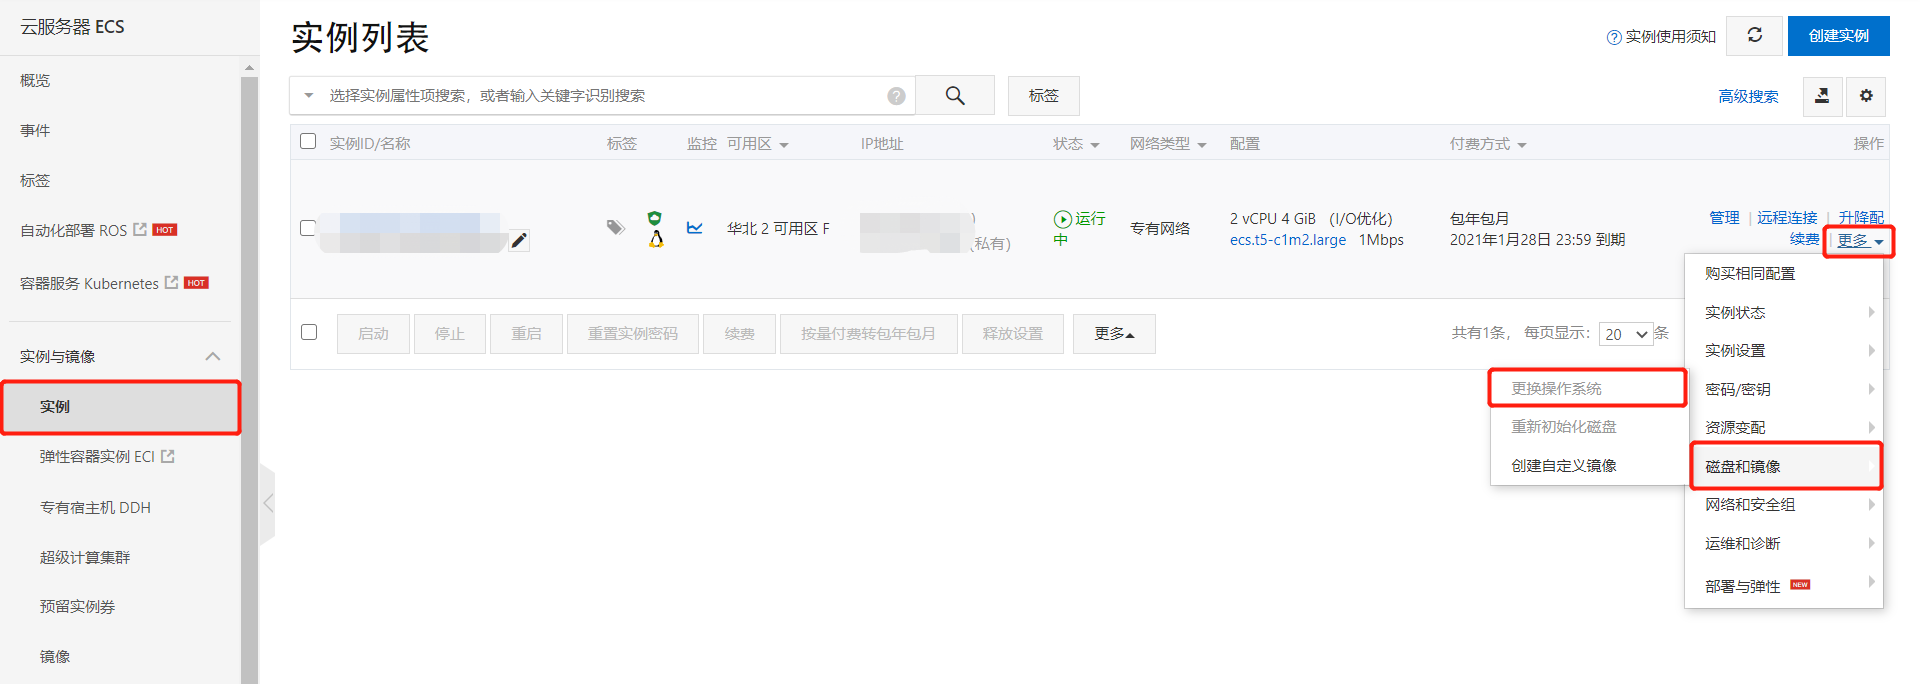 云服务器 ECS
概览
事件
标签
自动化部署 ROS HOT
容器服务 Kubernetes HOT
实例与镜像
实例
弹性容器实例 ECI
专有宿主机 DDH
超级计算集群
预留实例券
镜像
实例列表
? 实例使用须知
创建实例
选择实例属性项搜索，或者输入关键字识别搜索 ?
标签
高级搜索
实例ID/名称 标签 监控 可用区 IP地址 状态 网络类型 配置 付费方式 操作
华北 2 可用区 F
(私有)
运行
中
专有网络
2 vCPU 4 GiB (I/O优化)
ecs.t5-c1m2.large 1Mbps
包年包月
2021年1月28日 23:59 到期
管理 | 远程连接 | 升降配
续费 | 更多
启动 停止 重启 重置实例密码 续费 按量付费转包年包月 释放设置 更多
共有1条， 每页显示: 20 条
购买相同配置
实例状态
实例设置
密码/密钥
资源变配
磁盘和镜像
网络和安全组
运维和诊断
部署与弹性 NEW
更换操作系统
重新初始化磁盘
创建自定义镜像